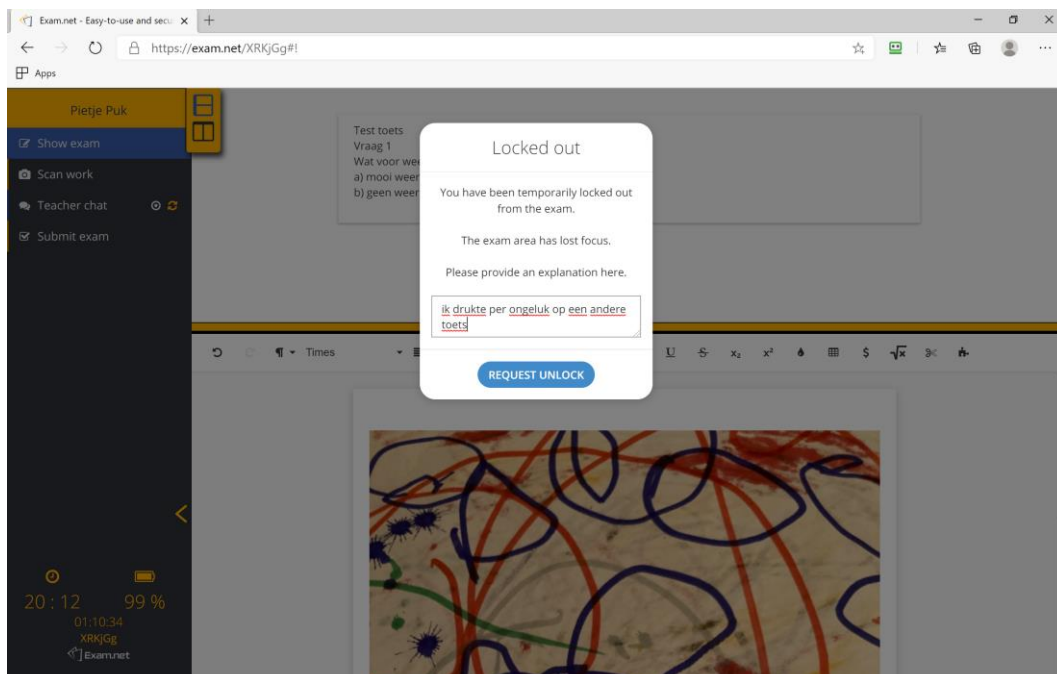 Exam.net - Easy-to-use and secu
https://exam.net/XRKjGg#!
Apps
Pietje Puk
Show exam
Scan work
Teacher chat
Submit exam
Test toets
Vraag 1
Wat voor wee
a) mooi weer
b) geen weer
Locked out
You have been temporarily locked out
from the exam.
The exam area has lost focus.
Please provide an explanation here.
ik drukte per ongeluk op een andere
toets
REQUEST UNLOCK
Times
U S x₂ x² $ √x
20 : 12 99 %
01:10:34
XRKjGg
Exam.net